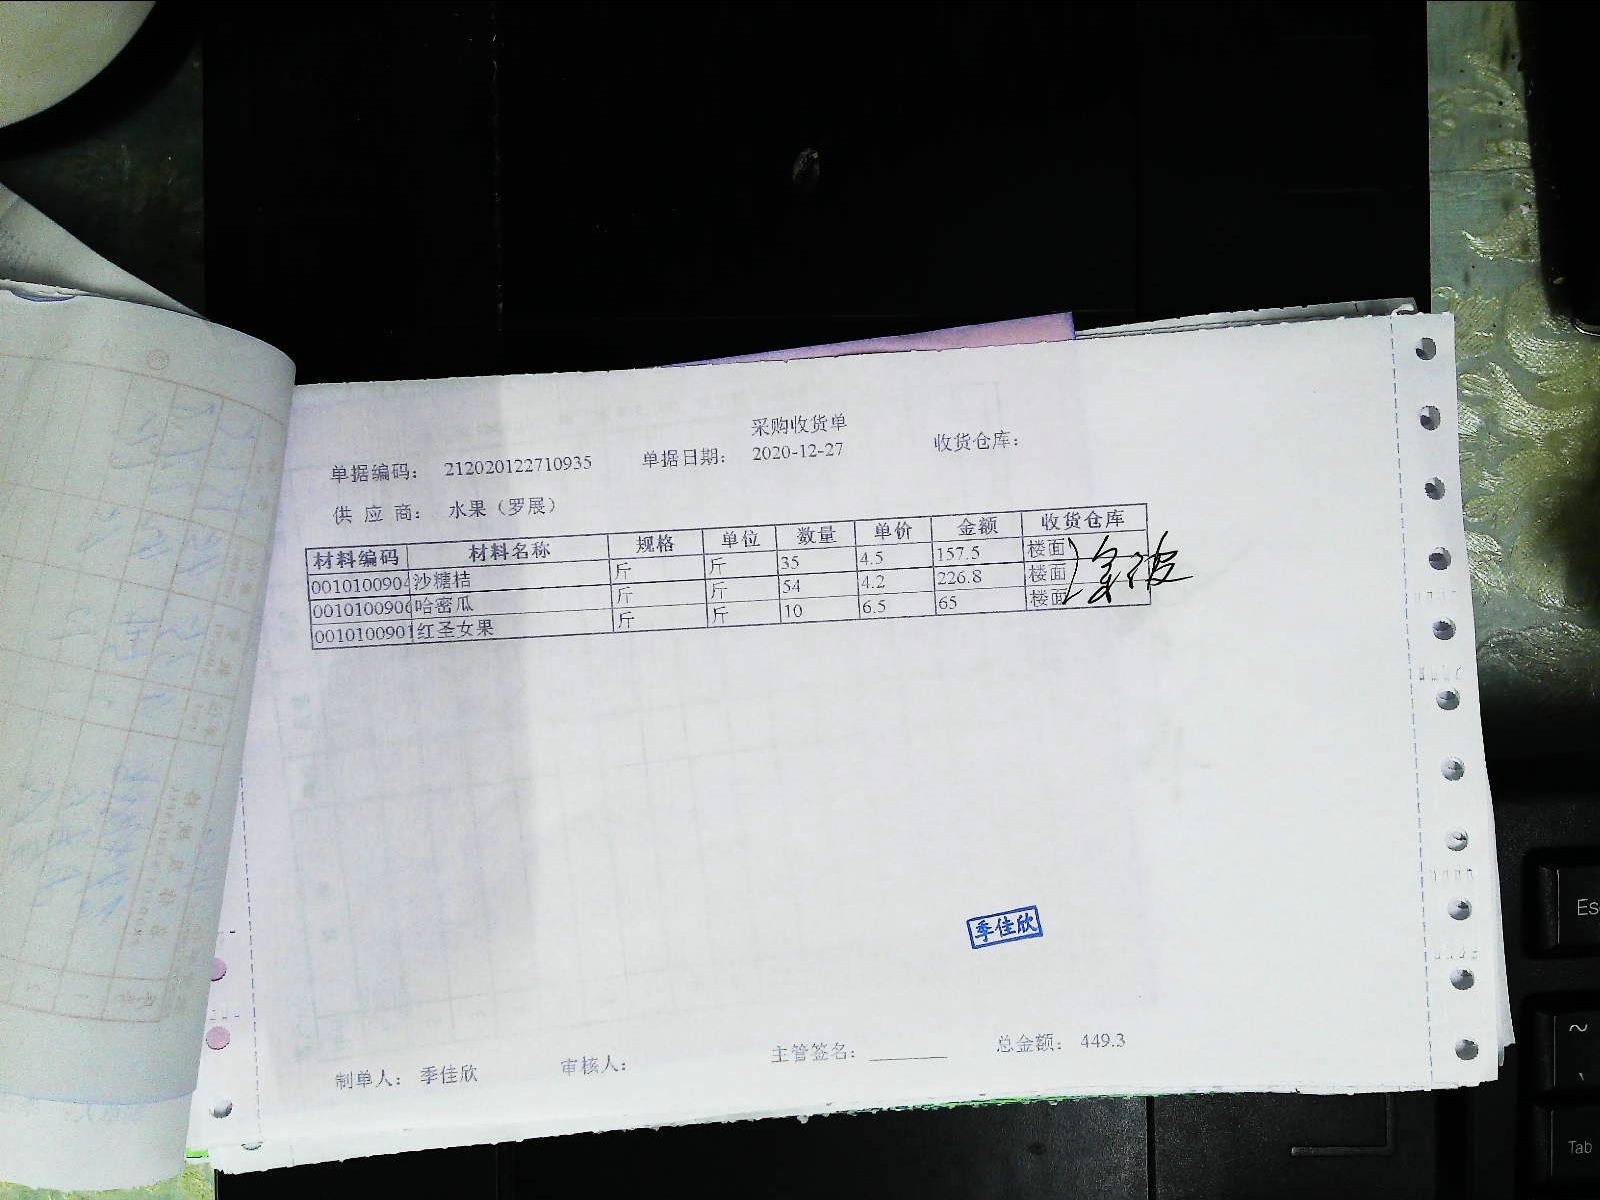 采购收货单
单据编码： 212020122710935 单据日期： 2020-12-27 收货仓库：
供 应 商： 水果（罗展）
材料编码 材料名称 规格 单位 数量 单价 金额 收货仓库
001010090 沙糖桔 斤 斤 35 4.5 157.5 楼面
001010090 哈密瓜 斤 斤 54 4.2 226.8 楼面
0010100901 红圣女果 斤 斤 10 6.5 65 楼面
季佳欣
制单人： 季佳欣 审核人： 主管签名： 总金额： 449.3
~
Tab